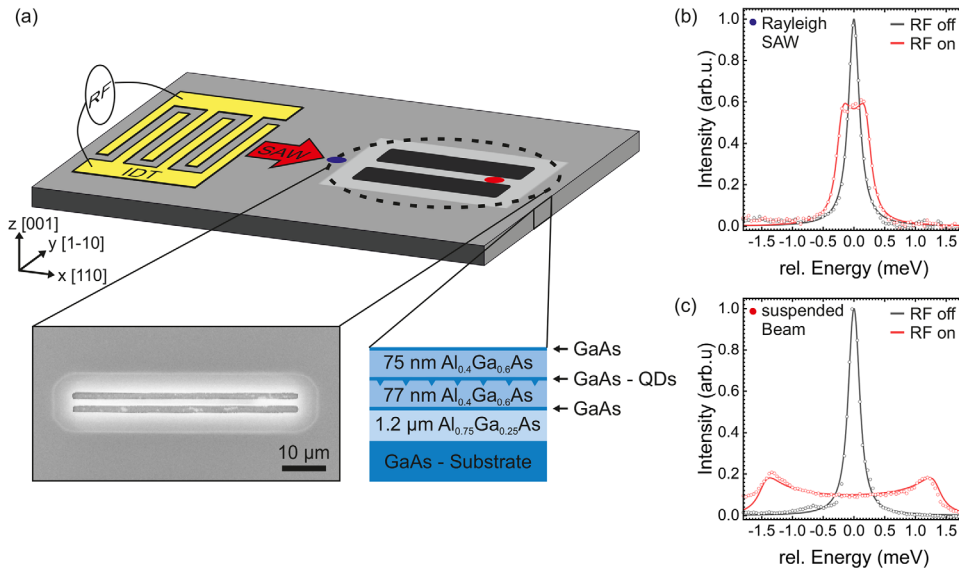 (a)
RF
IDT
SAW
z [001]
y [1-10]
x [110]
10 µm
GaAs
75 nm Al0.4Ga0.6As
GaAs - QDs
77 nm Al0.4Ga0.6As
GaAs
1.2 µm Al0.75Ga0.25As
GaAs - Substrate
(b)
Rayleigh
SAW
RF off
RF on
Intensity (arb.u.)
1.0
0.8
0.6
0.4
0.2
0.0
-1.5 -1.0 -0.5 0.0 0.5 1.0 1.5
rel. Energy (meV)
(c)
suspended
Beam
RF off
RF on
Intensity (arb.u)
1.0
0.8
0.6
0.4
0.2
0.0
-1.5 -1.0 -0.5 0.0 0.5 1.0 1.5
rel. Energy (meV)